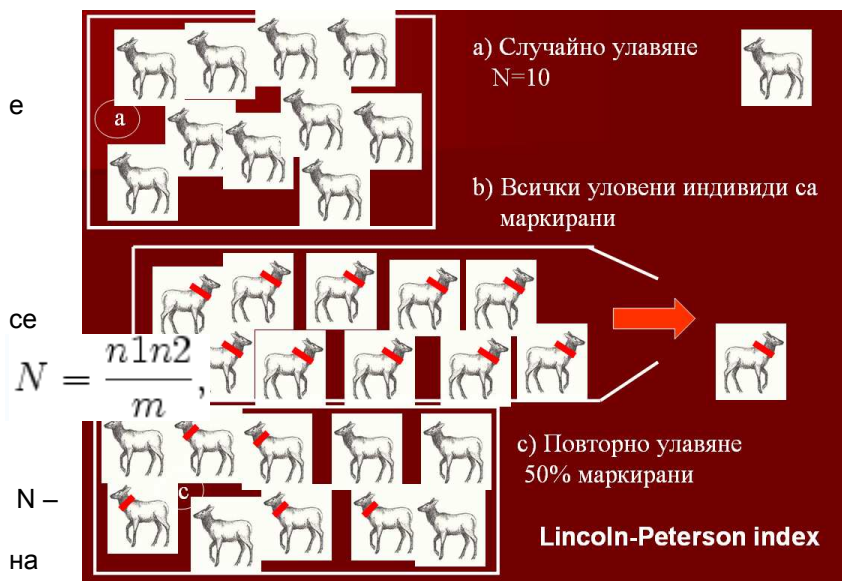 a) Случайно улавяне
N=10
е
a
b) Всички уловени индивиди са
маркирани
се
N = n1n2/m,
c) Повторно улавяне
50% маркирани
c
N –
Lincoln-Peterson index
на